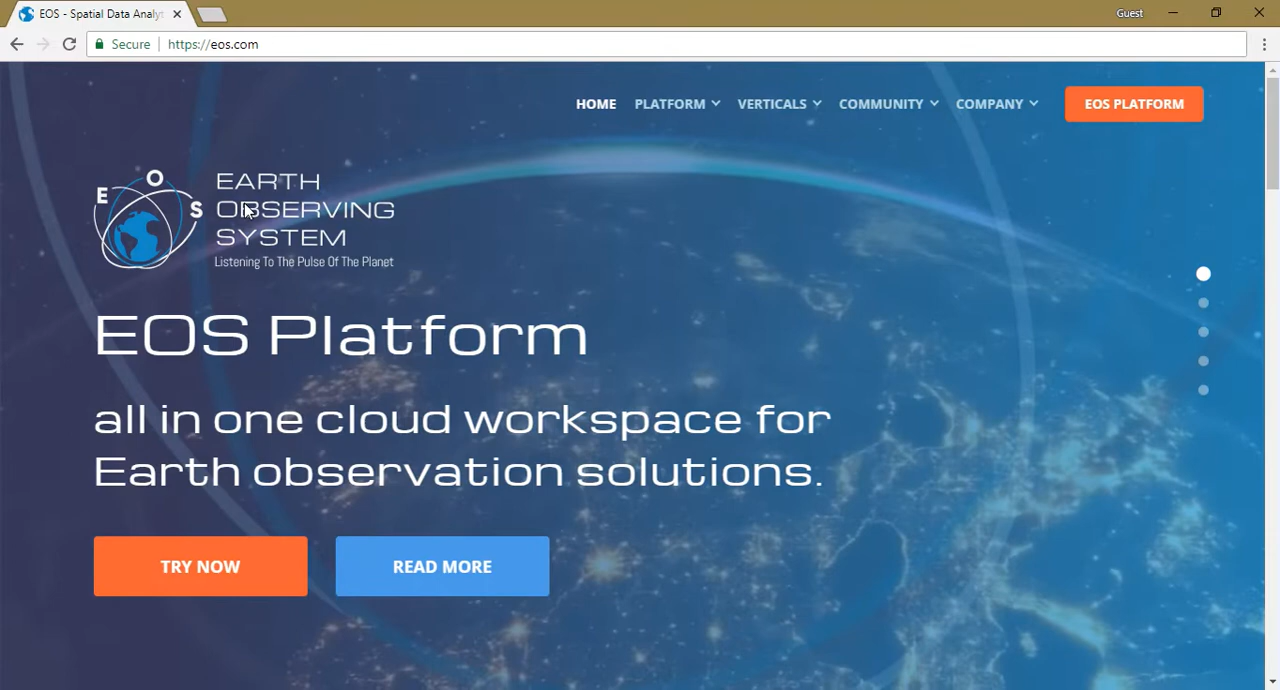 EOS - Spatial Data Analyt
Guest
Secure
https://eos.com
HOME
PLATFORM
VERTICALS
COMMUNITY
COMPANY
EOS PLATFORM
E O S
EARTH
OBSERVING
SYSTEM
Listening To The Pulse Of The Planet
EOS Platform
all in one cloud workspace for
Earth observation solutions.
TRY NOW
READ MORE